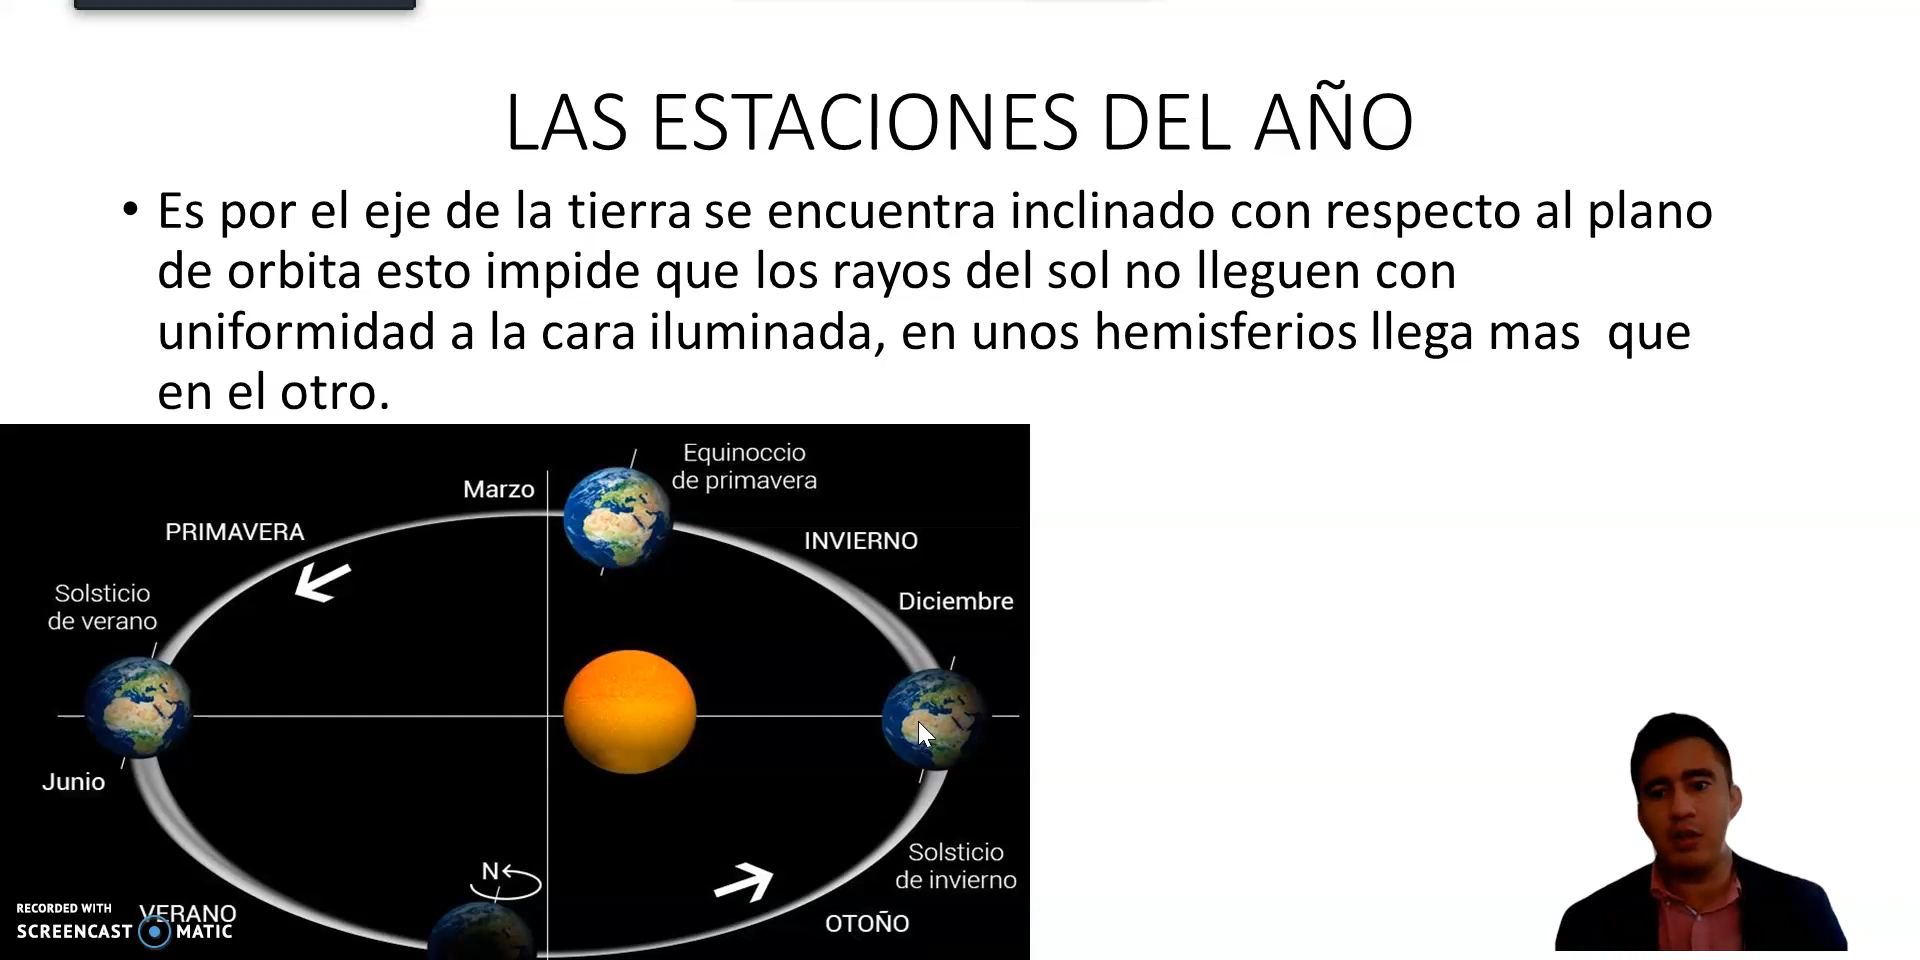 LAS ESTACIONES DEL AÑO
• Es por el eje de la tierra se encuentra inclinado con respecto al plano
de orbita esto impide que los rayos del sol no lleguen con
uniformidad a la cara iluminada, en unos hemisferios llega mas  que
en el otro.
Equinoccio
de primavera
Marzo
PRIMAVERA
INVIERNO
Solsticio
de verano
Diciembre
Junio
Solsticio
de invierno
N
VERANO
OTOÑO
RECORDED WITH
SCREENCAST MATIC